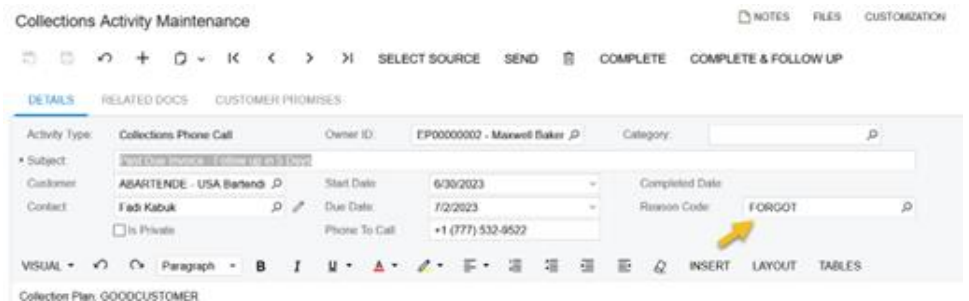 Collections Activity Maintenance
NOTES FILES CUSTOMIZATION
SELECT SOURCE SEND COMPLETE COMPLETE & FOLLOW UP
DETAILS RELATED DOCS CUSTOMER PROMISES
Activity Type: Collections Phone Call Owner ID: EP00000002 - Maxwell Baker Category:
Subject: Past Due Invoice - Follow up in 5 Days
Customer: ABARTENDE - USA Bartendi Start Date: 6/30/2023 Completed Date:
Contact: Fadi Kabuk Due Date: 7/2/2023 Reason Code: FORGOT
Is Private Phone To Call: +1 (777) 532-9522
VISUAL Paragraph B I U A INSERT LAYOUT TABLES
Collection Plan: GOODCUSTOMER